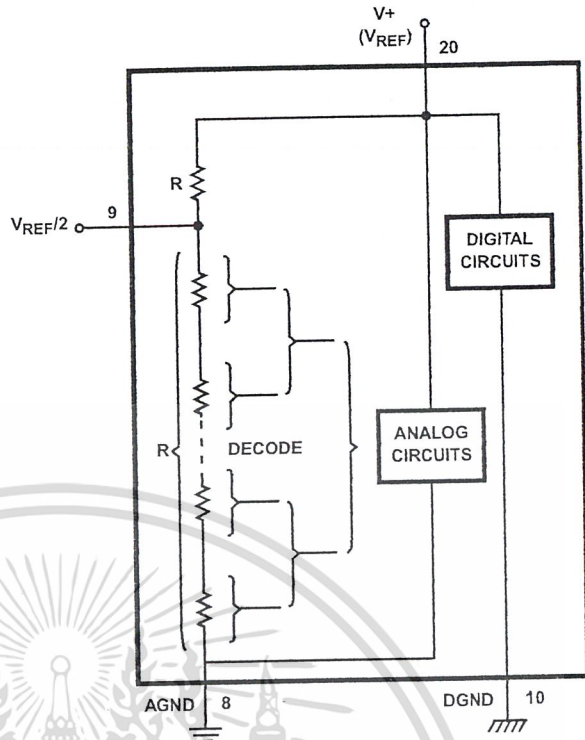 V+
(VREF)
20
R
9
VREF/2
DIGITAL
CIRCUITS
R
DECODE
ANALOG
CIRCUITS
AGND
8
DGND
10